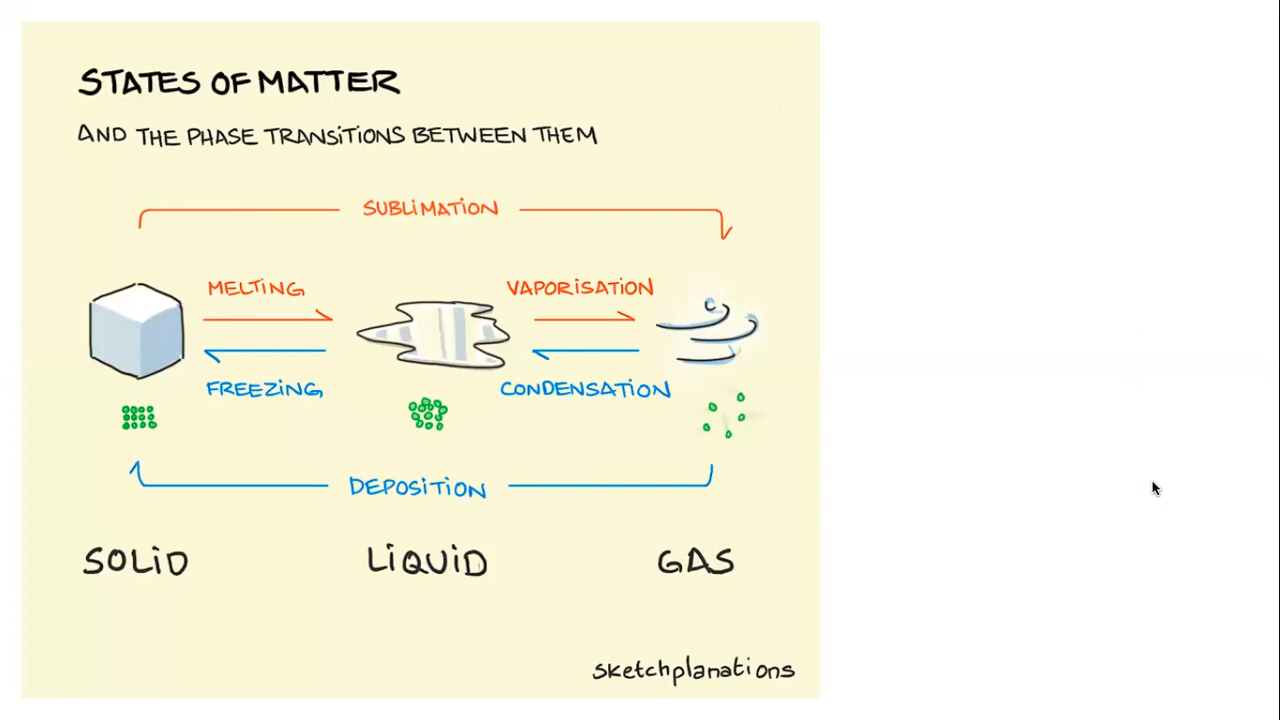 STATES OF MATTER
AND THE PHASE TRANSITIONS BETWEEN THEM
SUBLIMATION
MELTING
VAPORISATION
FREEZING
CONDENSATION
DEPOSITION
SOLID
LIQUID
GAS
sketchplanations